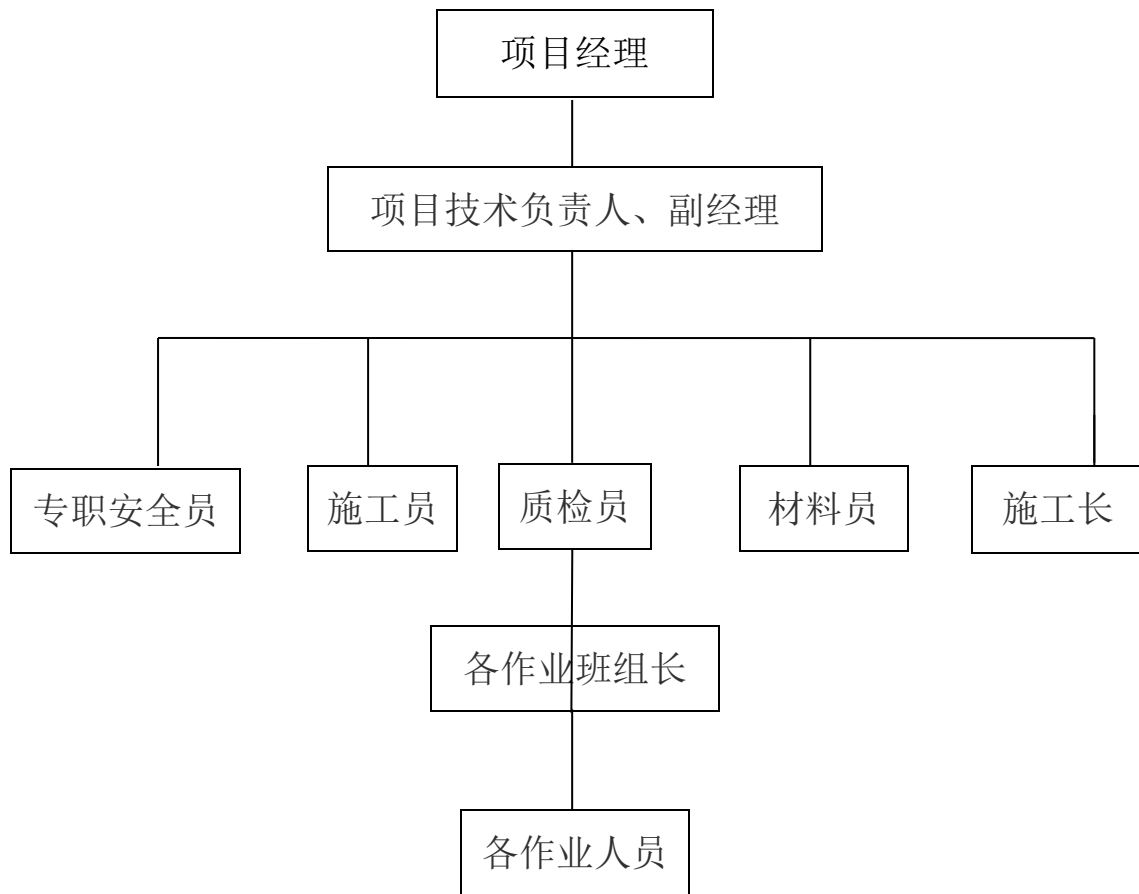 项目经理
项目技术负责人、副经理
专职安全员
施工员
质检员
材料员
施工长
各作业班组长
各作业人员